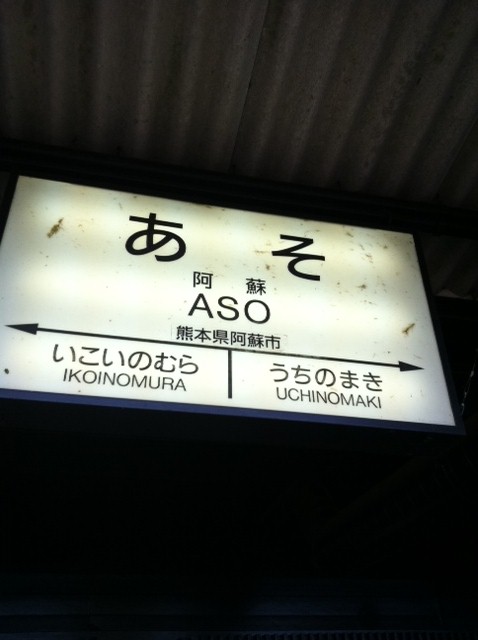 あそ
阿蘇
ASO
熊本県阿蘇市
いこいのむら うちのまき
IKOINOMURA UCHINOMAKI